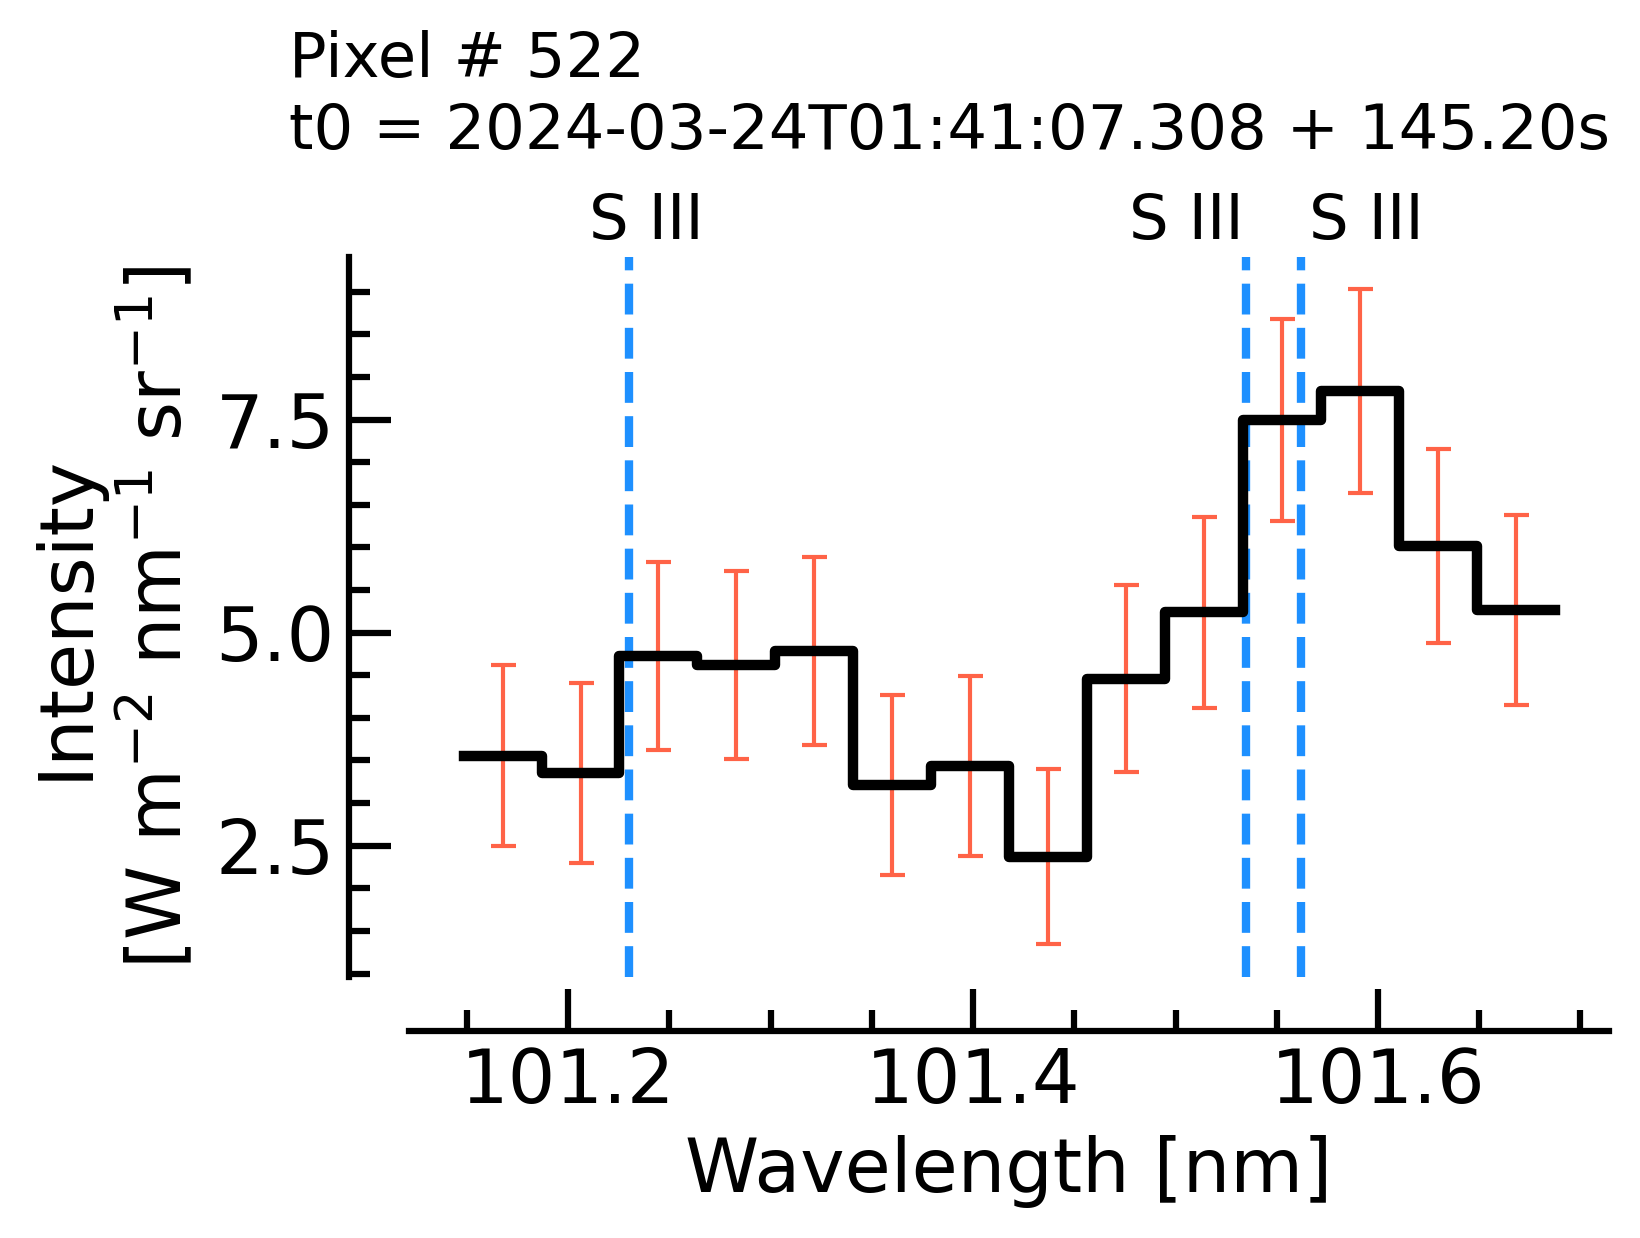 Pixel # 522
t0 = 2024-03-24T01:41:07.308 + 145.20s
S III S III S III
Intensity
[W m⁻² nm⁻¹ sr⁻¹]
7.5
5.0
2.5
101.2 101.4 101.6
Wavelength [nm]